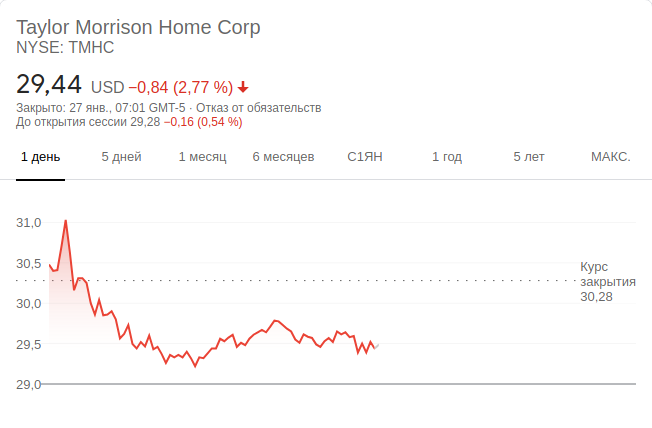 Taylor Morrison Home Corp
NYSE: TMHC
29,44 USD −0,84 (2,77 %)
Закрыто: 27 янв., 07:01 GMT-5 · Отказ от обязательств
До открытия сессии 29,28 −0,16 (0,54 %)
1 день 5 дней 1 месяц 6 месяцев С1ЯН 1 год 5 лет МАКС.
31,0
30,5
30,0
29,5
29,0
Курс
закрытия
30,28